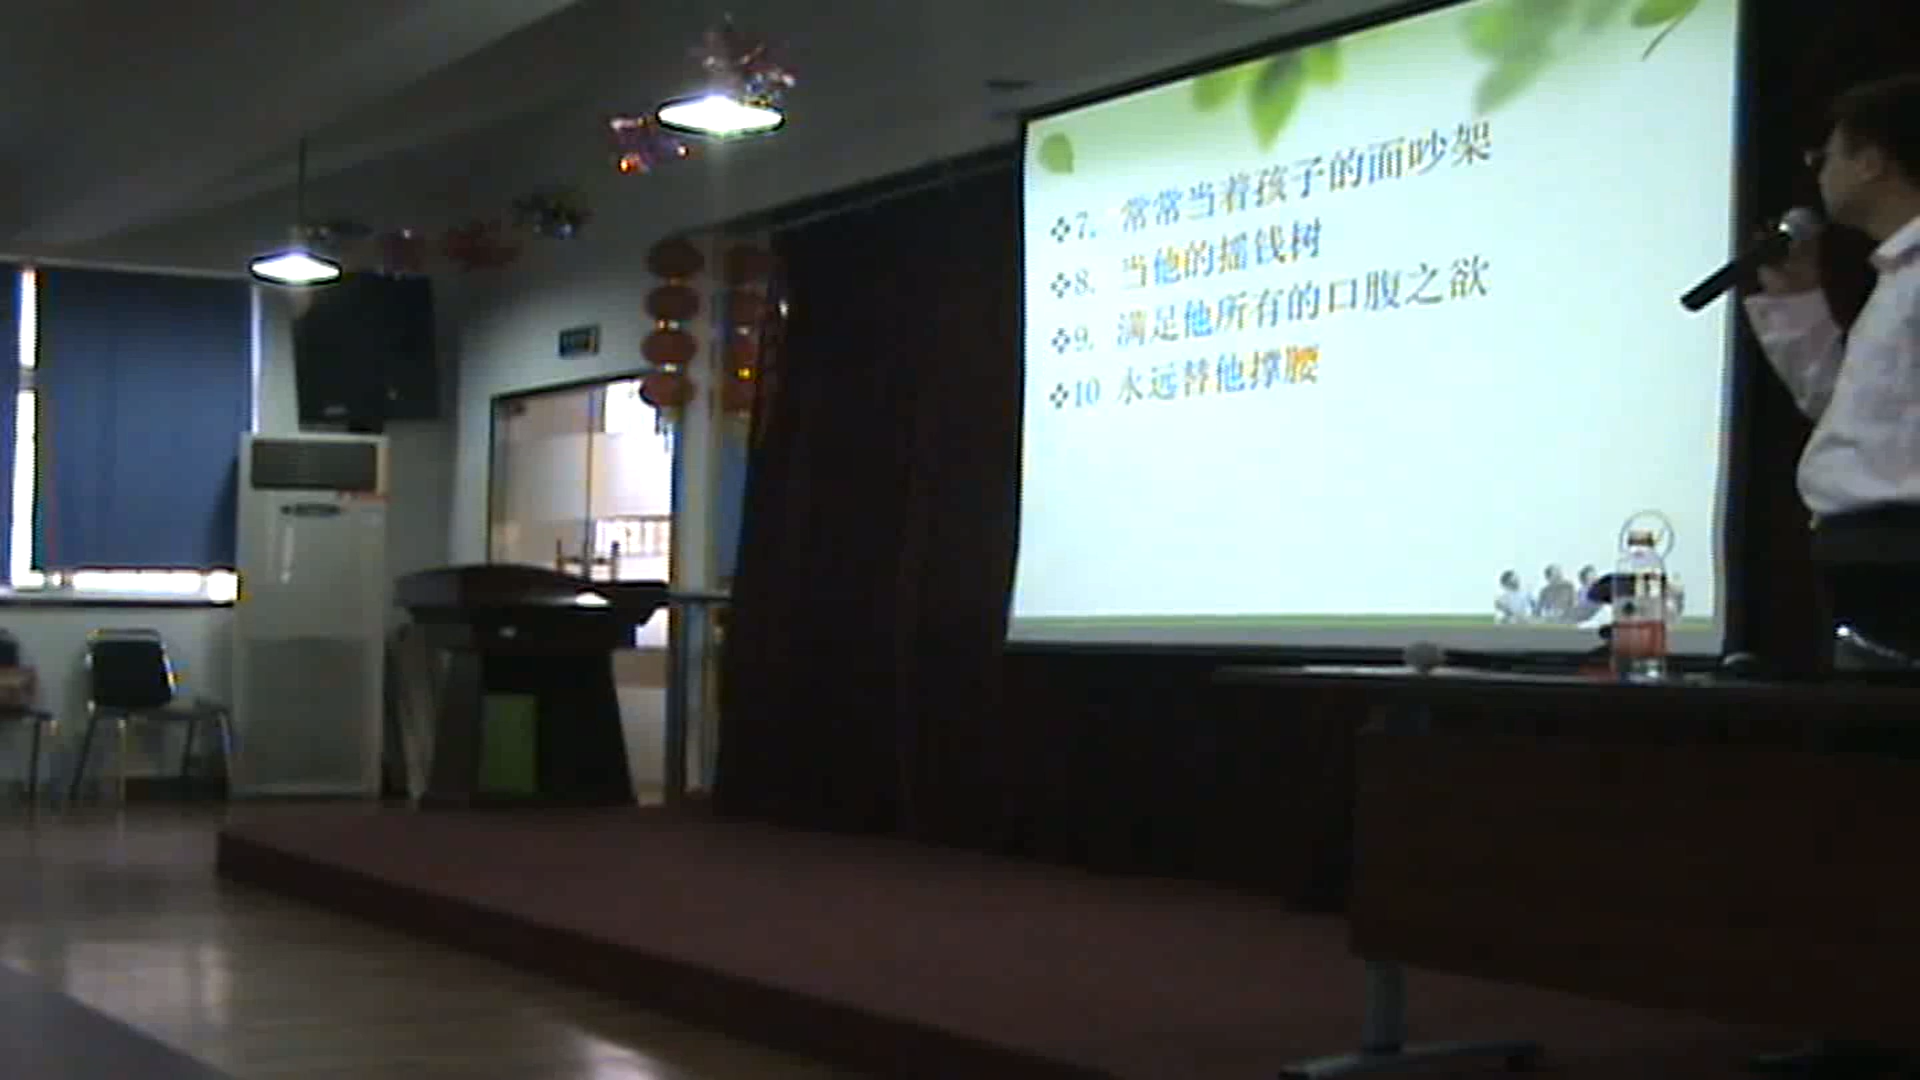 ❖7. 常常当着孩子的面吵架
❖8. 当他的摇钱树
❖9. 满足他所有的口腹之欲
❖10 永远替他撑腰